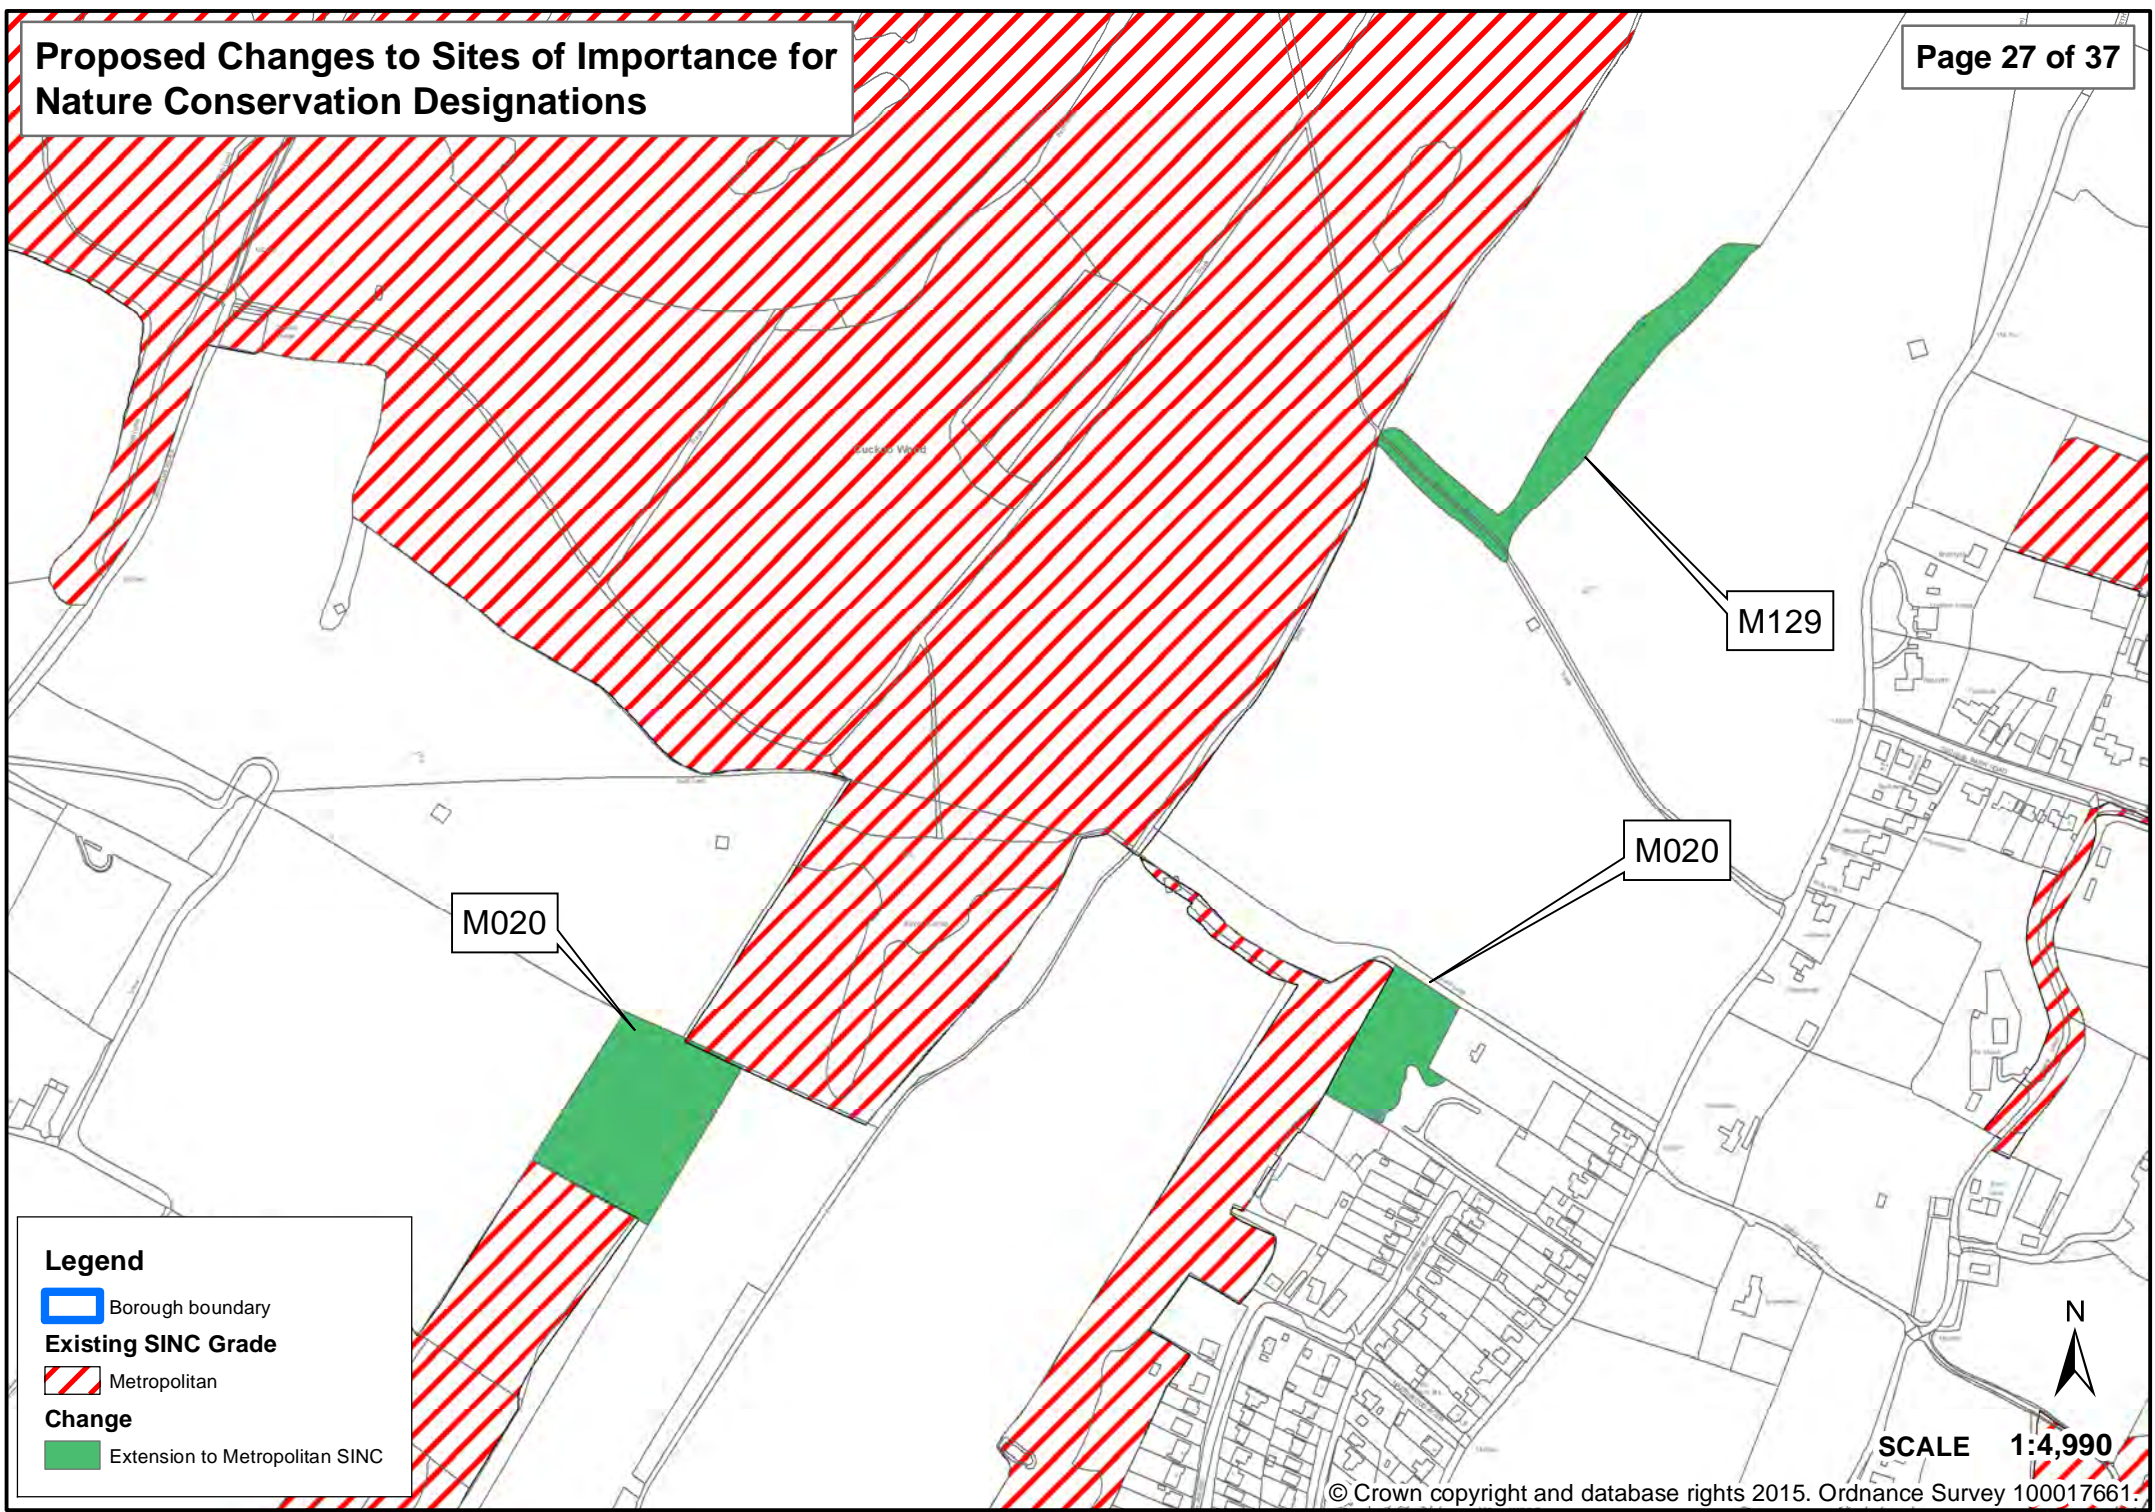 Proposed Changes to Sites of Importance for
Nature Conservation Designations
Page 27 of 37
M129
M020
M020
Legend
Borough boundary
Existing SINC Grade
Metropolitan
Change
Extension to Metropolitan SINC
N
SCALE 1:4,990
© Crown copyright and database rights 2015. Ordnance Survey 100017661.